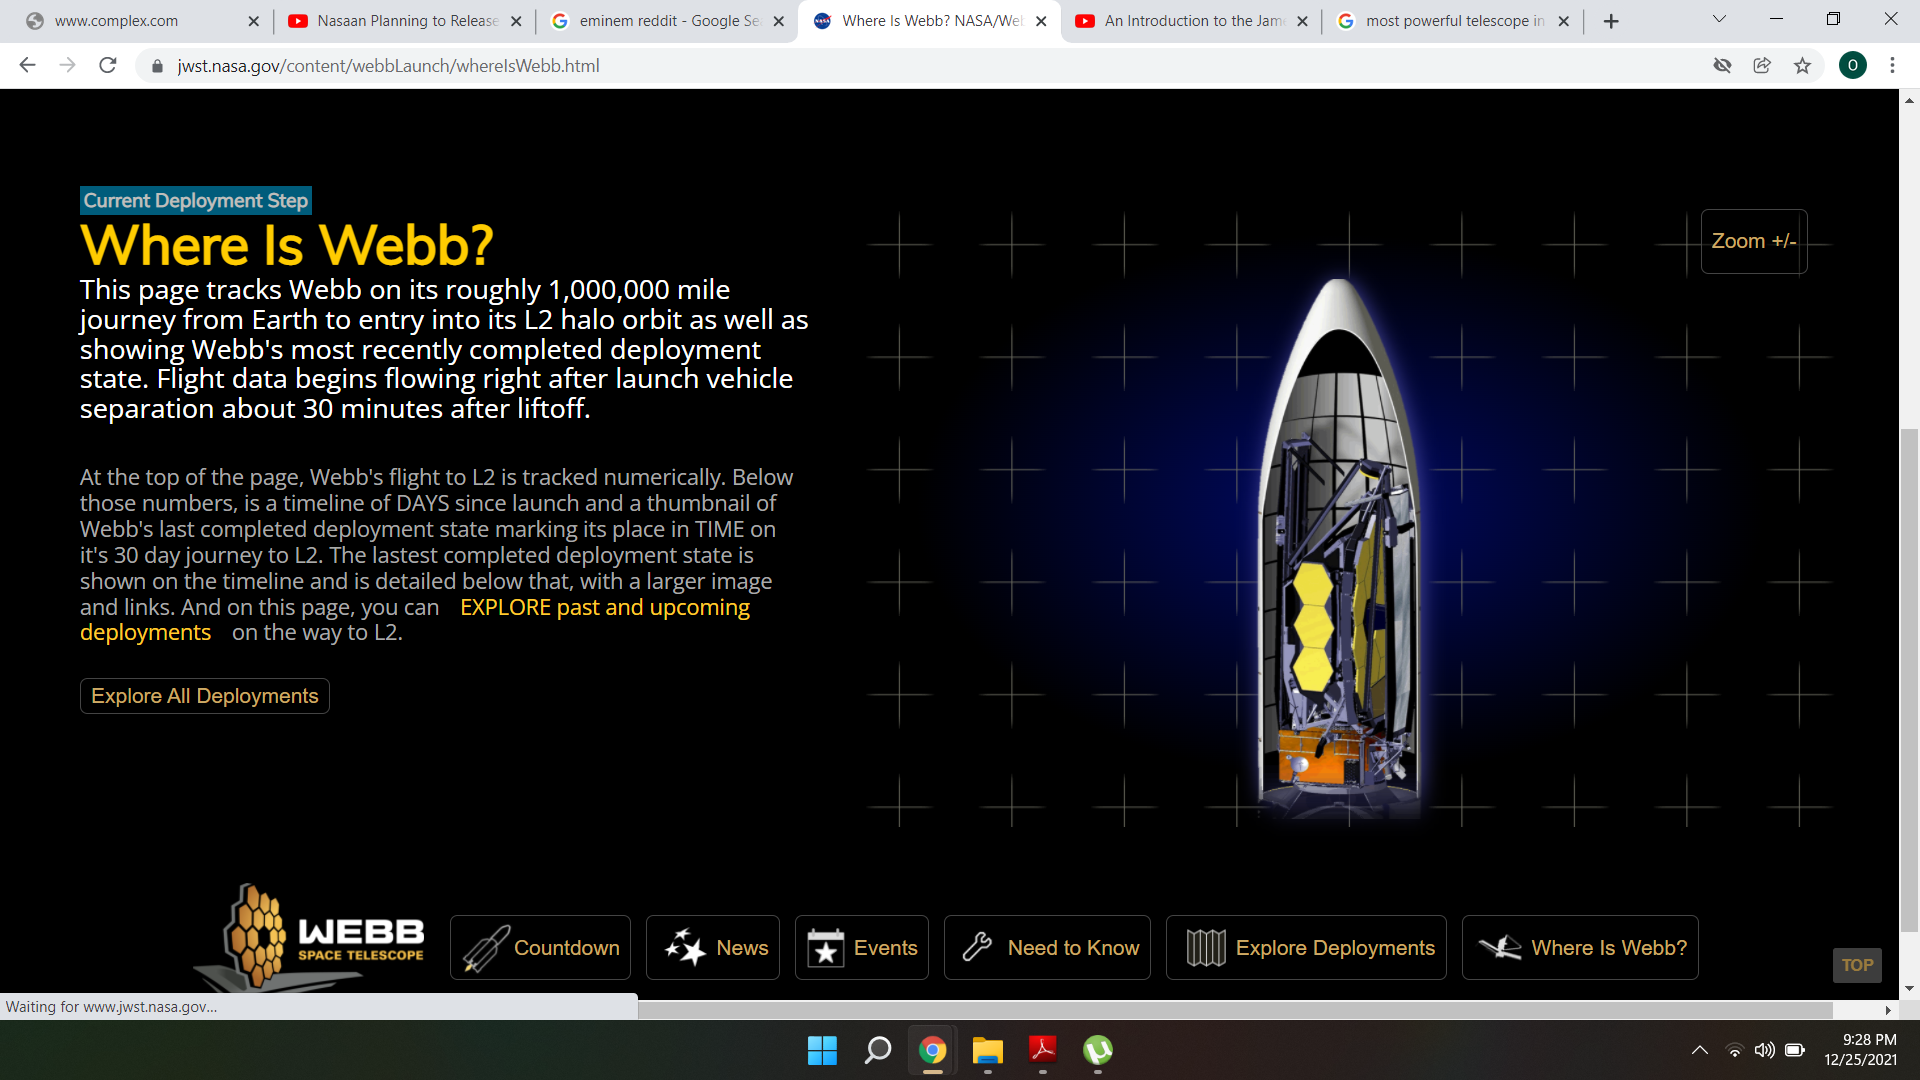 www.complex.com
Nasaan Planning to Release
eminem reddit - Google Se
Where Is Webb? NASA/Web
An Introduction to the Jame
most powerful telescope in
jwst.nasa.gov/content/webbLaunch/whereIsWebb.html
O
Current Deployment Step
Where Is Webb?
This page tracks Webb on its roughly 1,000,000 mile
journey from Earth to entry into its L2 halo orbit as well as
showing Webb's most recently completed deployment
state. Flight data begins flowing right after launch vehicle
separation about 30 minutes after liftoff.
At the top of the page, Webb's flight to L2 is tracked numerically. Below
those numbers, is a timeline of DAYS since launch and a thumbnail of
Webb's last completed deployment state marking its place in TIME on
it's 30 day journey to L2. The lastest completed deployment state is
shown on the timeline and is detailed below that, with a larger image
and links. And on this page, you can EXPLORE past and upcoming
deployments on the way to L2.
Explore All Deployments
Zoom +/-
WEBB
SPACE TELESCOPE
Countdown
News
Events
Need to Know
Explore Deployments
Where Is Webb?
TOP
Waiting for www.jwst.nasa.gov...
9:28 PM
12/25/2021